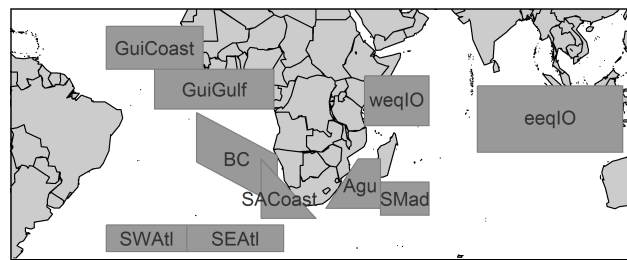 GuiCoast
GuiGulf
weqIO
eeqIO
BC
SACoast
Agu
SMad
SWAtl
SEAtl